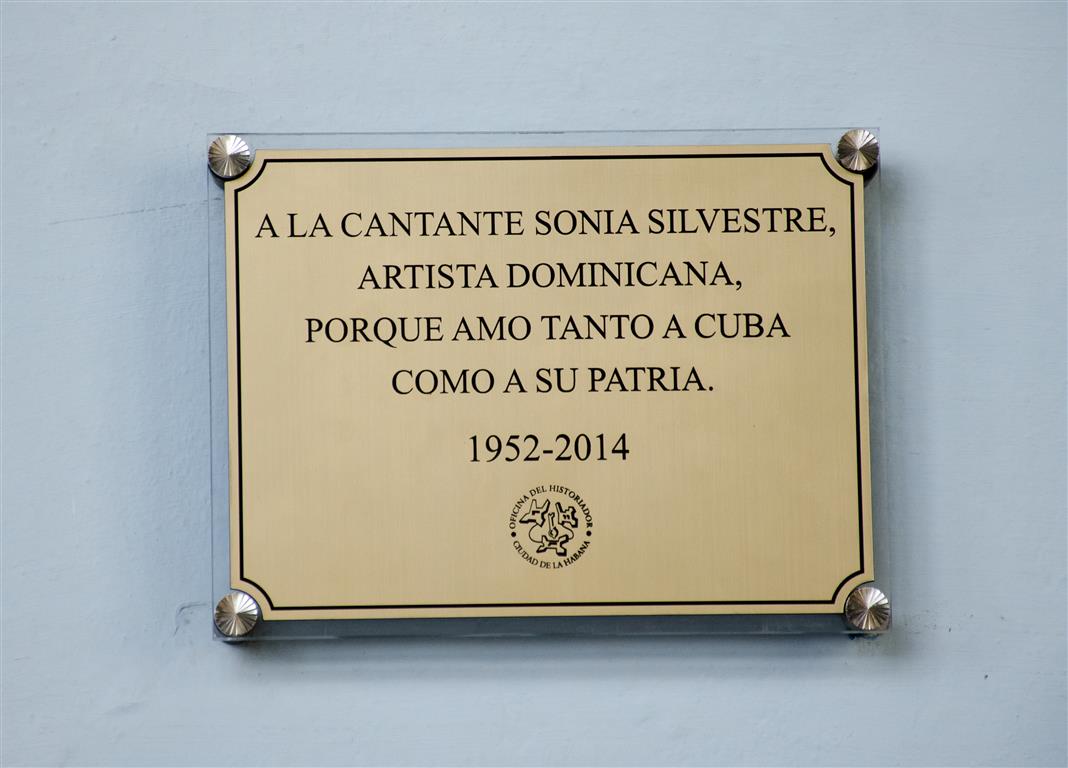 A LA CANTANTE SONIA SILVESTRE,
ARTISTA DOMINICANA,
PORQUE AMO TANTO A CUBA
COMO A SU PATRIA.
1952-2014
OFICINA DEL HISTORIADOR
CIUDAD DE LA HABANA